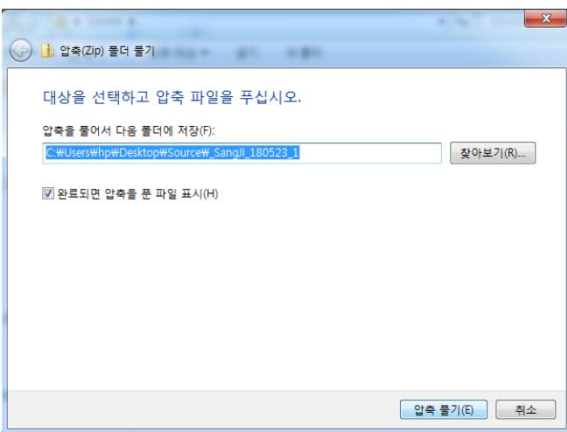 압축(Zip) 폴더 풀기
대상을 선택하고 압축 파일을 푸십시오.
압축을 풀어서 다음 폴더에 저장(F):
C:₩Users₩hp₩Desktop₩Source₩_SangJi_180523_1
찾아보기(R)...
완료되면 압축을 푼 파일 표시(H)
압축 풀기(E)
취소